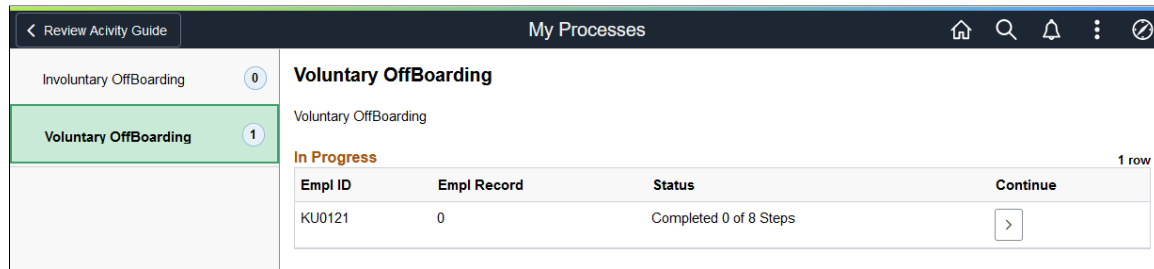 Review Acivity Guide
My Processes
Involuntary OffBoarding 0
Voluntary OffBoarding 1
Voluntary OffBoarding
Voluntary OffBoarding
In Progress
1 row
Empl ID Empl Record Status Continue
KU0121 0 Completed 0 of 8 Steps